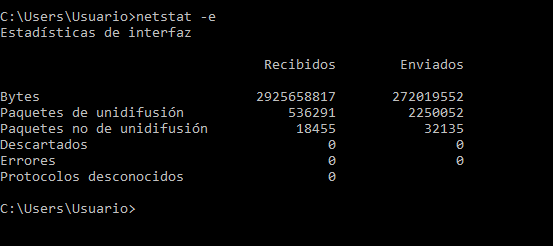 C:\Users\Usuario>netstat -e
Estadísticas de interfaz
Recibidos Enviados
Bytes 2925658817 272019552
Paquetes de unidifusión 536291 2250052
Paquetes no de unidifusión 18455 32135
Descartados 0 0
Errores 0 0
Protocolos desconocidos 0
C:\Users\Usuario>